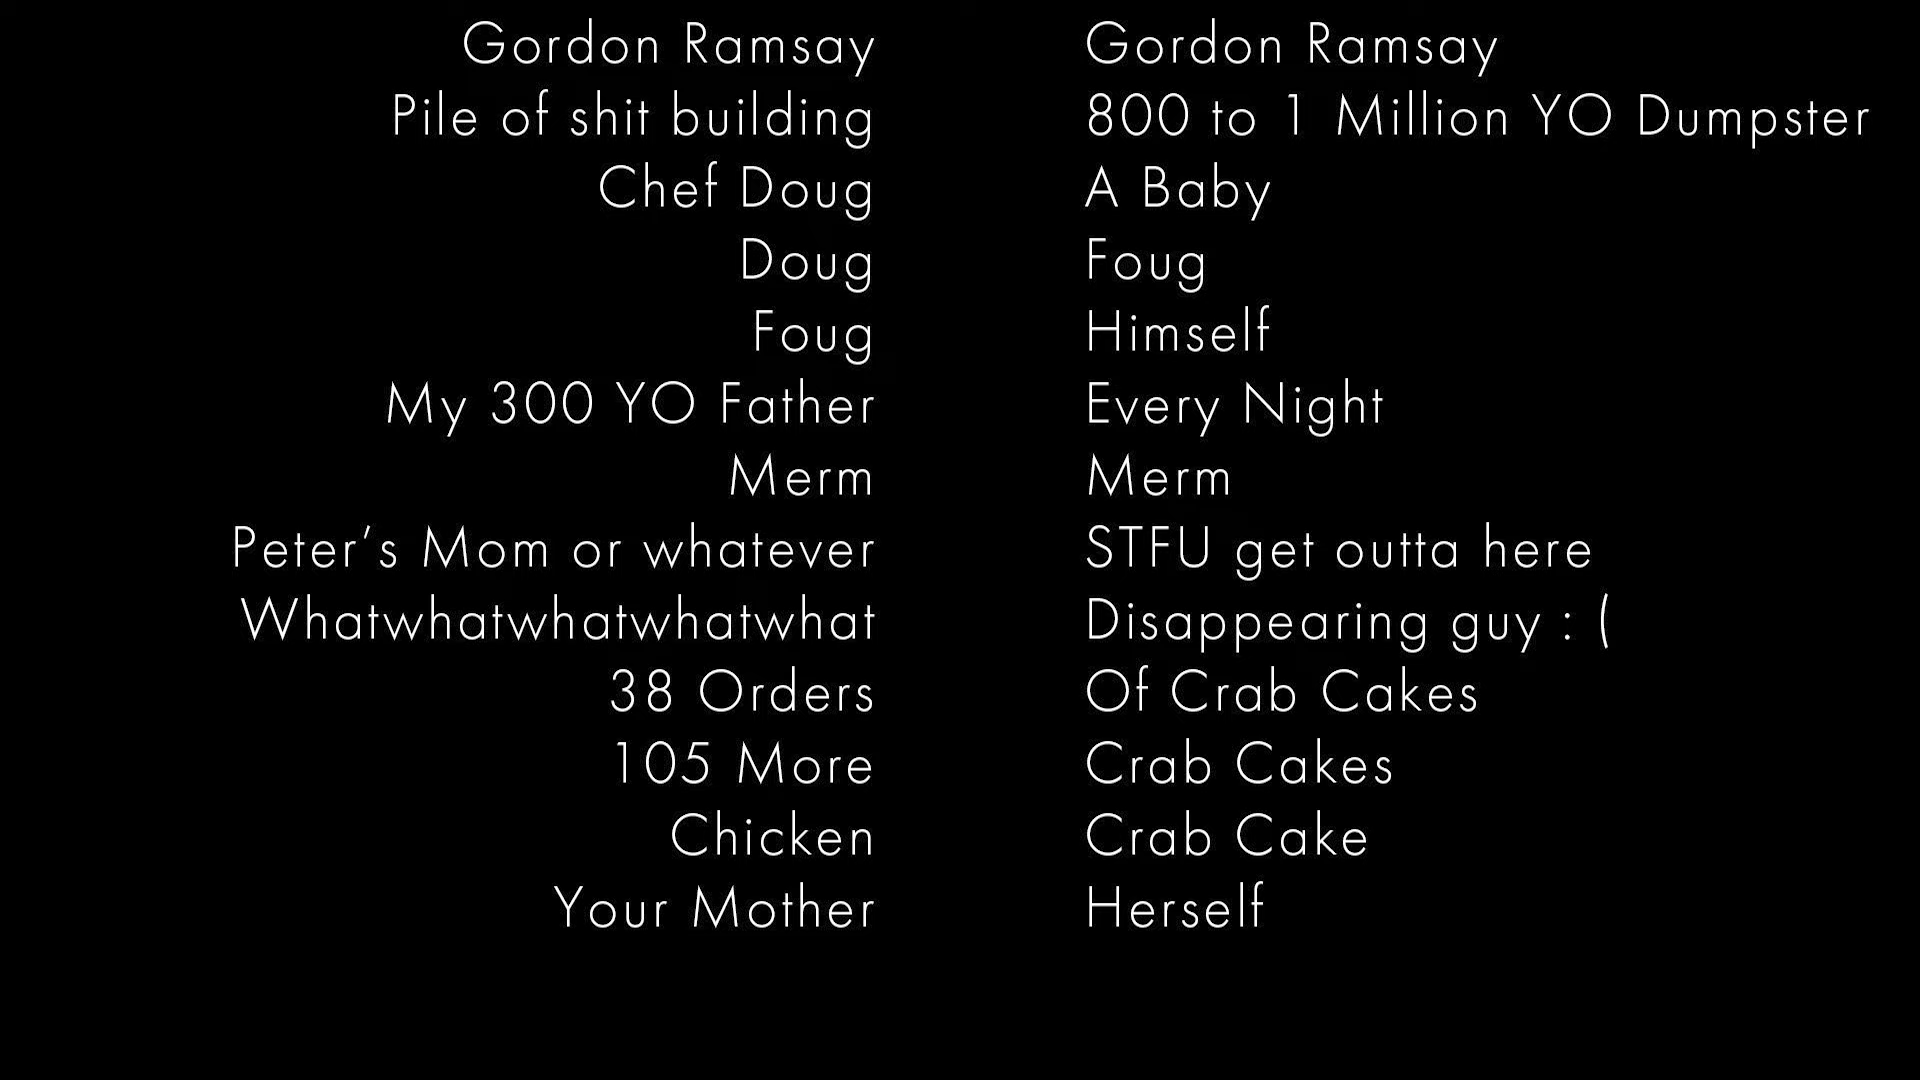 Gordon Ramsay Gordon Ramsay
Pile of shit building 800 to 1 Million YO Dumpster
Chef Doug A Baby
Doug Foug
Foug Himself
My 300 YO Father Every Night
Merm Merm
Peter’s Mom or whatever STFU get outta here
Whatwhatwhatwhatwhat Disappearing guy : (
38 Orders Of Crab Cakes
105 More Crab Cakes
Chicken Crab Cake
Your Mother Herself